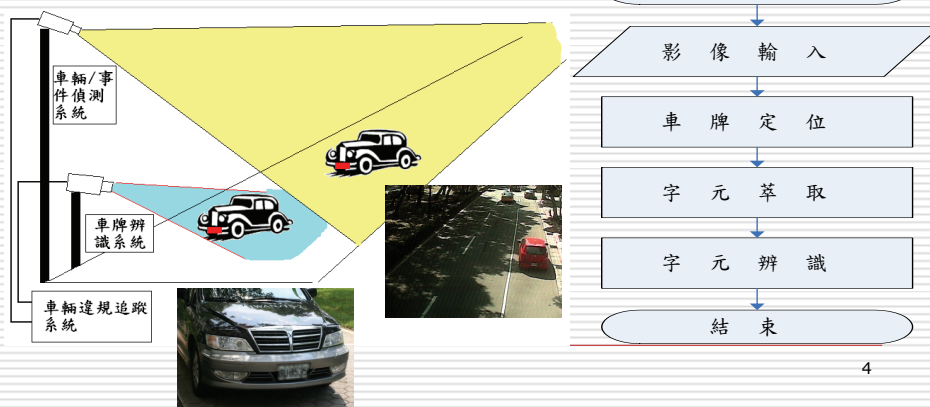 車輛/事
件偵測
系統
車牌辨
識系統
車輛違規追蹤
系統
影像輸入
車牌定位
字元萃取
字元辨識
結束
4